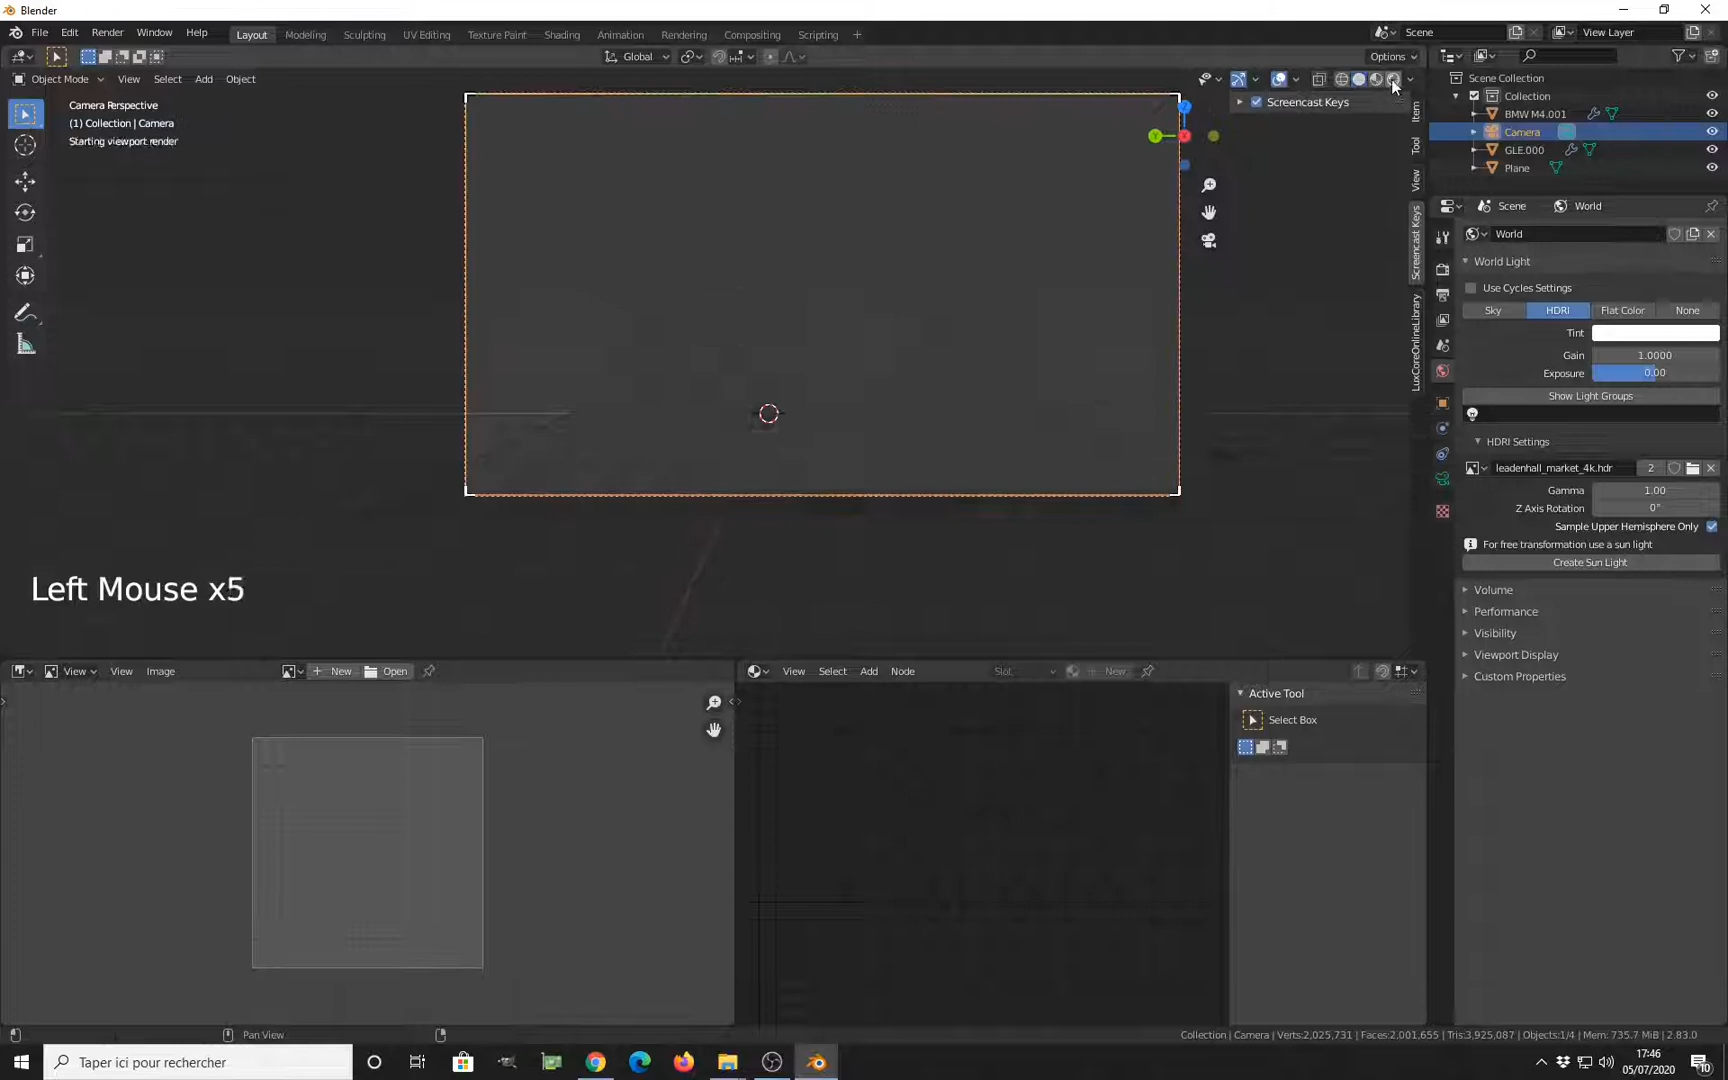 Blender
File Edit Render Window Help
Layout Modeling Sculpting UV Editing Texture Paint Shading Animation Rendering Compositing Scripting +
Scene
View Layer
Global
Options
Object Mode View Select Add Object
Camera Perspective
(1) Collection | Camera
Starting viewport render
Screencast Keys
Item
Tool
View
Screencast Keys
LuxCoreOnlineLibrary
Scene Collection
Collection
BMW M4.001
Camera
GLE.000
Plane
Scene World
World
World Light
Use Cycles Settings
Sky HDRI Flat Color None
Tint
Gain 1.0000
Exposure 0.00
Show Light Groups
HDRI Settings
leadenhall_market_4k.hdr 2
Gamma 1.00
Z Axis Rotation 0°
Sample Upper Hemisphere Only
For free transformation use a sun light
Create Sun Light
Volume
Performance
Visibility
Viewport Display
Custom Properties
Left Mouse x5
View View Image + New Open
View Select Add Node Slot + New
Active Tool
Select Box
Pan View
Collection | Camera | Verts:2,025,731 | Faces:2,001,655 | Tris:3,925,087 | Objects:1/4 | Mem: 735.7 MiB | 2.83.0
Taper ici pour rechercher
17:46
05/07/2020
10